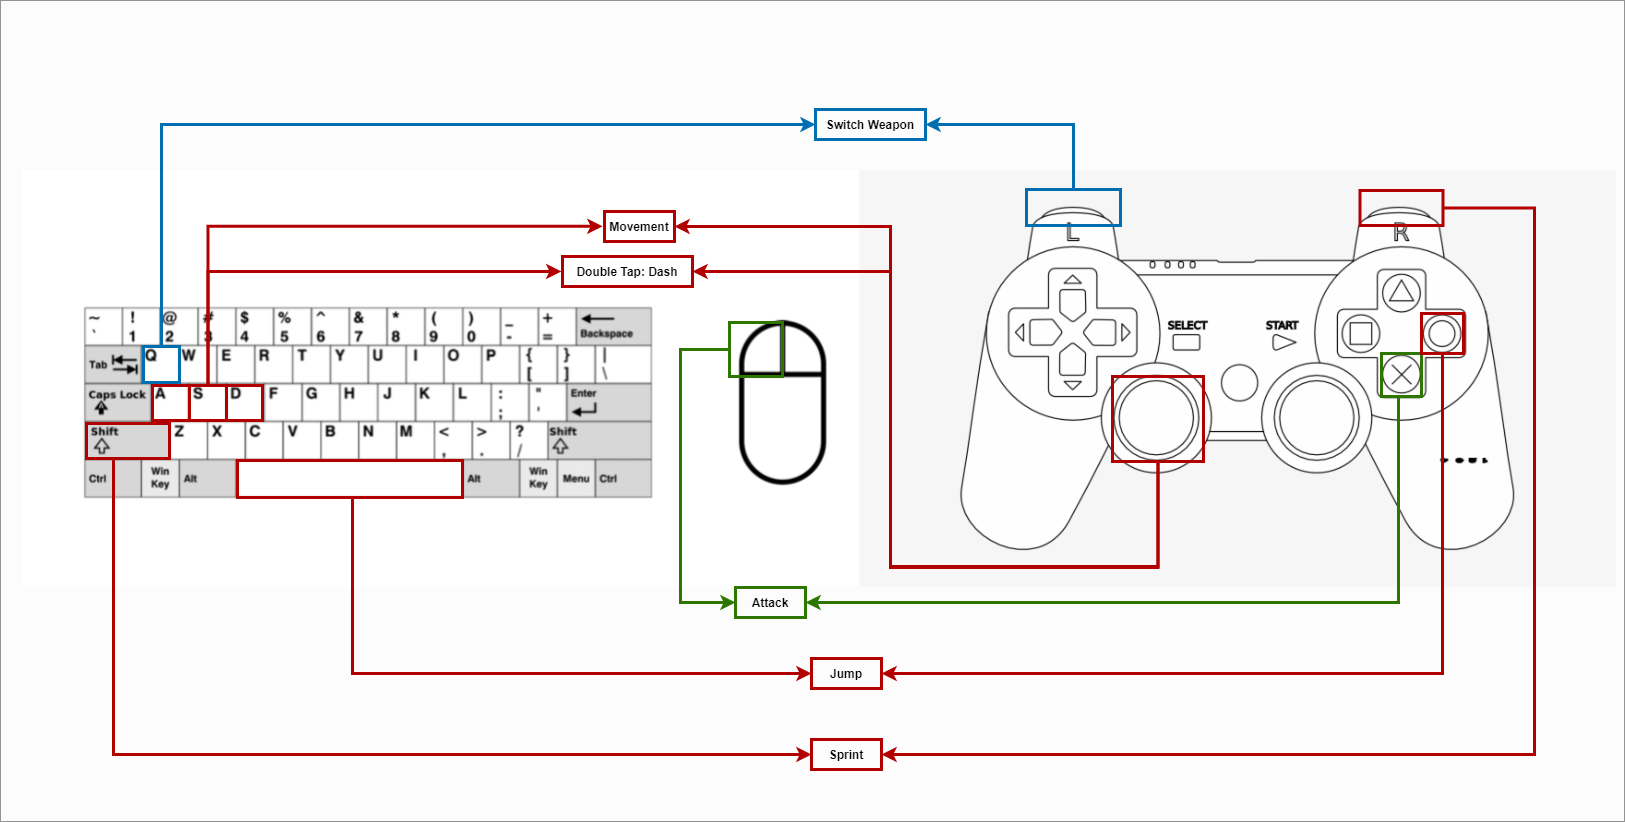 Switch Weapon
Movement
Double Tap: Dash
L
R
~ ! @ # $ % ^ & * ( ) _ +
` 1 2 3 4 5 6 7 8 9 0 - = Backspace
Tab Q W E R T Y U I O P { } |
[ ] \
Caps Lock A S D F G H J K L : " Enter
; '
Shift Z X C V B N M < > ? Shift
, . /
Ctrl Win Key Alt Alt Win Key Menu Ctrl
SELECT
START
Attack
Jump
Sprint